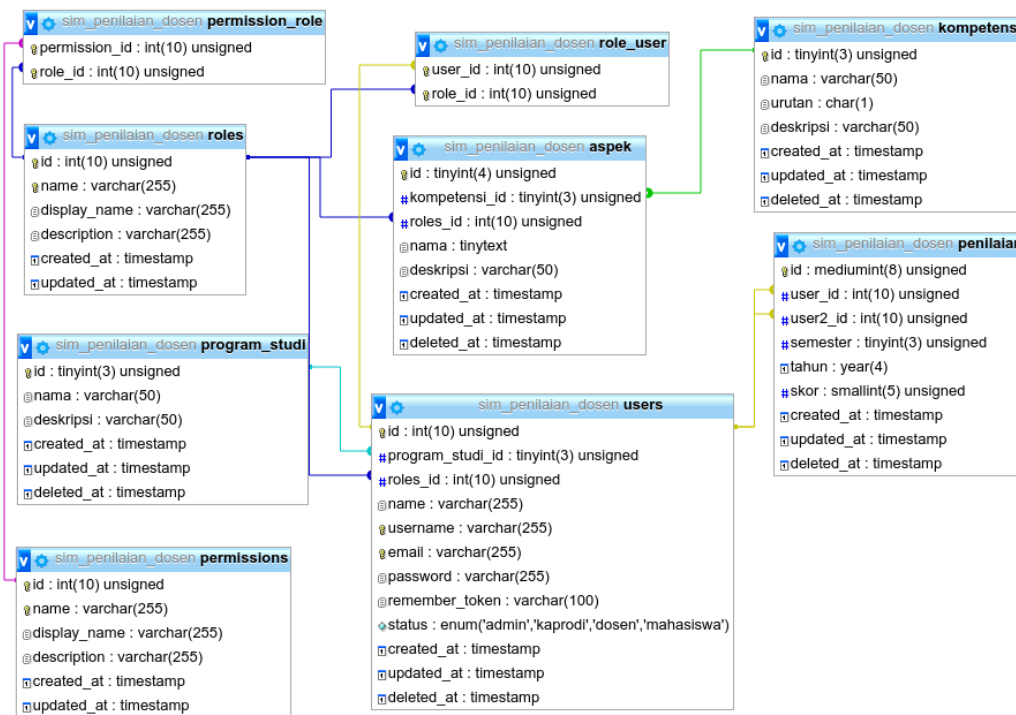 sim_penilaian_dosen permission_role
permission_id : int(10) unsigned
role_id : int(10) unsigned
sim_penilaian_dosen roles
id : int(10) unsigned
name : varchar(255)
display_name : varchar(255)
description : varchar(255)
created_at : timestamp
updated_at : timestamp
sim_penilaian_dosen program_studi
id : tinyint(3) unsigned
nama : varchar(50)
deskripsi : varchar(50)
created_at : timestamp
updated_at : timestamp
deleted_at : timestamp
sim_penilaian_dosen permissions
id : int(10) unsigned
name : varchar(255)
display_name : varchar(255)
description : varchar(255)
created_at : timestamp
updated_at : timestamp
sim_penilaian_dosen role_user
user_id : int(10) unsigned
role_id : int(10) unsigned
sim_penilaian_dosen aspek
id : tinyint(4) unsigned
#kompetensi_id : tinyint(3) unsigned
#roles_id : int(10) unsigned
nama : tinytext
deskripsi : varchar(50)
created_at : timestamp
updated_at : timestamp
deleted_at : timestamp
sim_penilaian_dosen users
id : int(10) unsigned
#program_studi_id : tinyint(3) unsigned
#roles_id : int(10) unsigned
name : varchar(255)
username : varchar(255)
email : varchar(255)
password : varchar(255)
remember_token : varchar(100)
status : enum('admin','kaprodi','dosen','mahasiswa')
created_at : timestamp
updated_at : timestamp
deleted_at : timestamp
sim_penilaian_dosen kompetens
id : tinyint(3) unsigned
nama : varchar(50)
urutan : char(1)
deskripsi : varchar(50)
created_at : timestamp
updated_at : timestamp
deleted_at : timestamp
sim_penilaian_dosen penilaian
id : mediumint(8) unsigned
#user_id : int(10) unsigned
#user2_id : int(10) unsigned
#semester : tinyint(3) unsigned
tahun : year(4)
#skor : smallint(5) unsigned
created_at : timestamp
updated_at : timestamp
deleted_at : timestamp